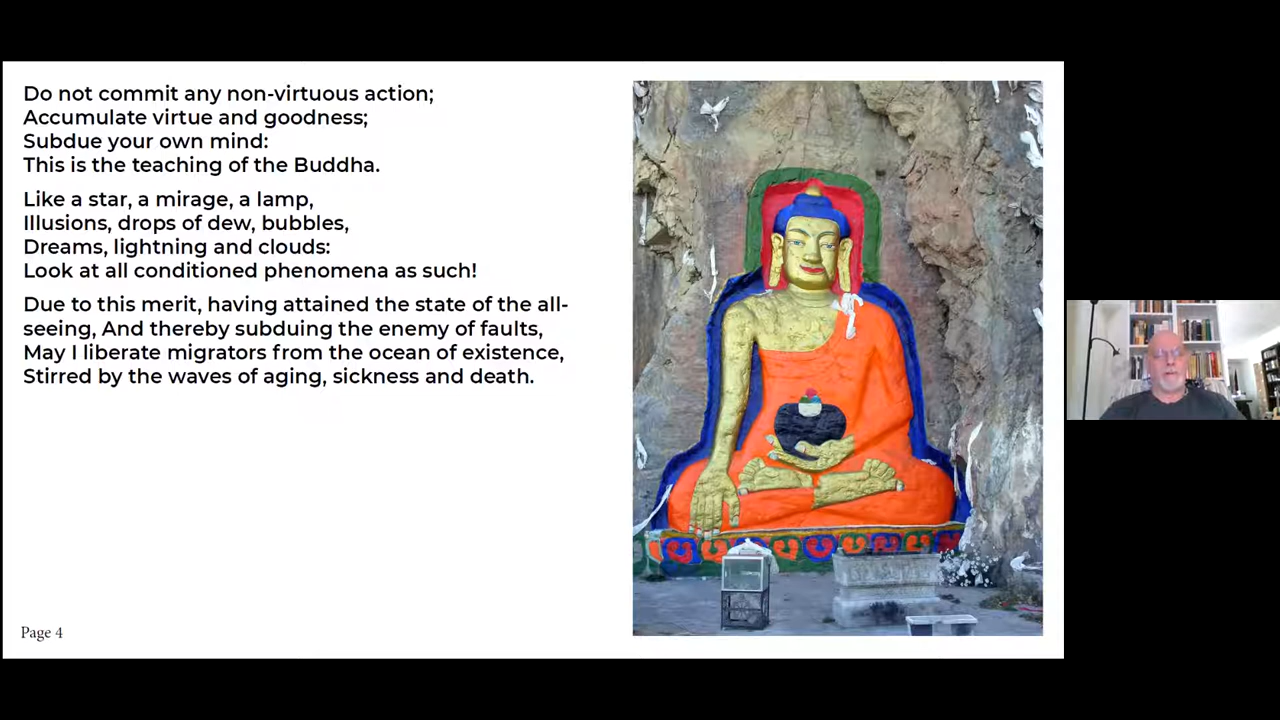 Do not commit any non-virtuous action;
Accumulate virtue and goodness;
Subdue your own mind:
This is the teaching of the Buddha.
Like a star, a mirage, a lamp,
Illusions, drops of dew, bubbles,
Dreams, lightning and clouds:
Look at all conditioned phenomena as such!
Due to this merit, having attained the state of the all-
seeing, And thereby subduing the enemy of faults,
May I liberate migrators from the ocean of existence,
Stirred by the waves of aging, sickness and death.
Page 4